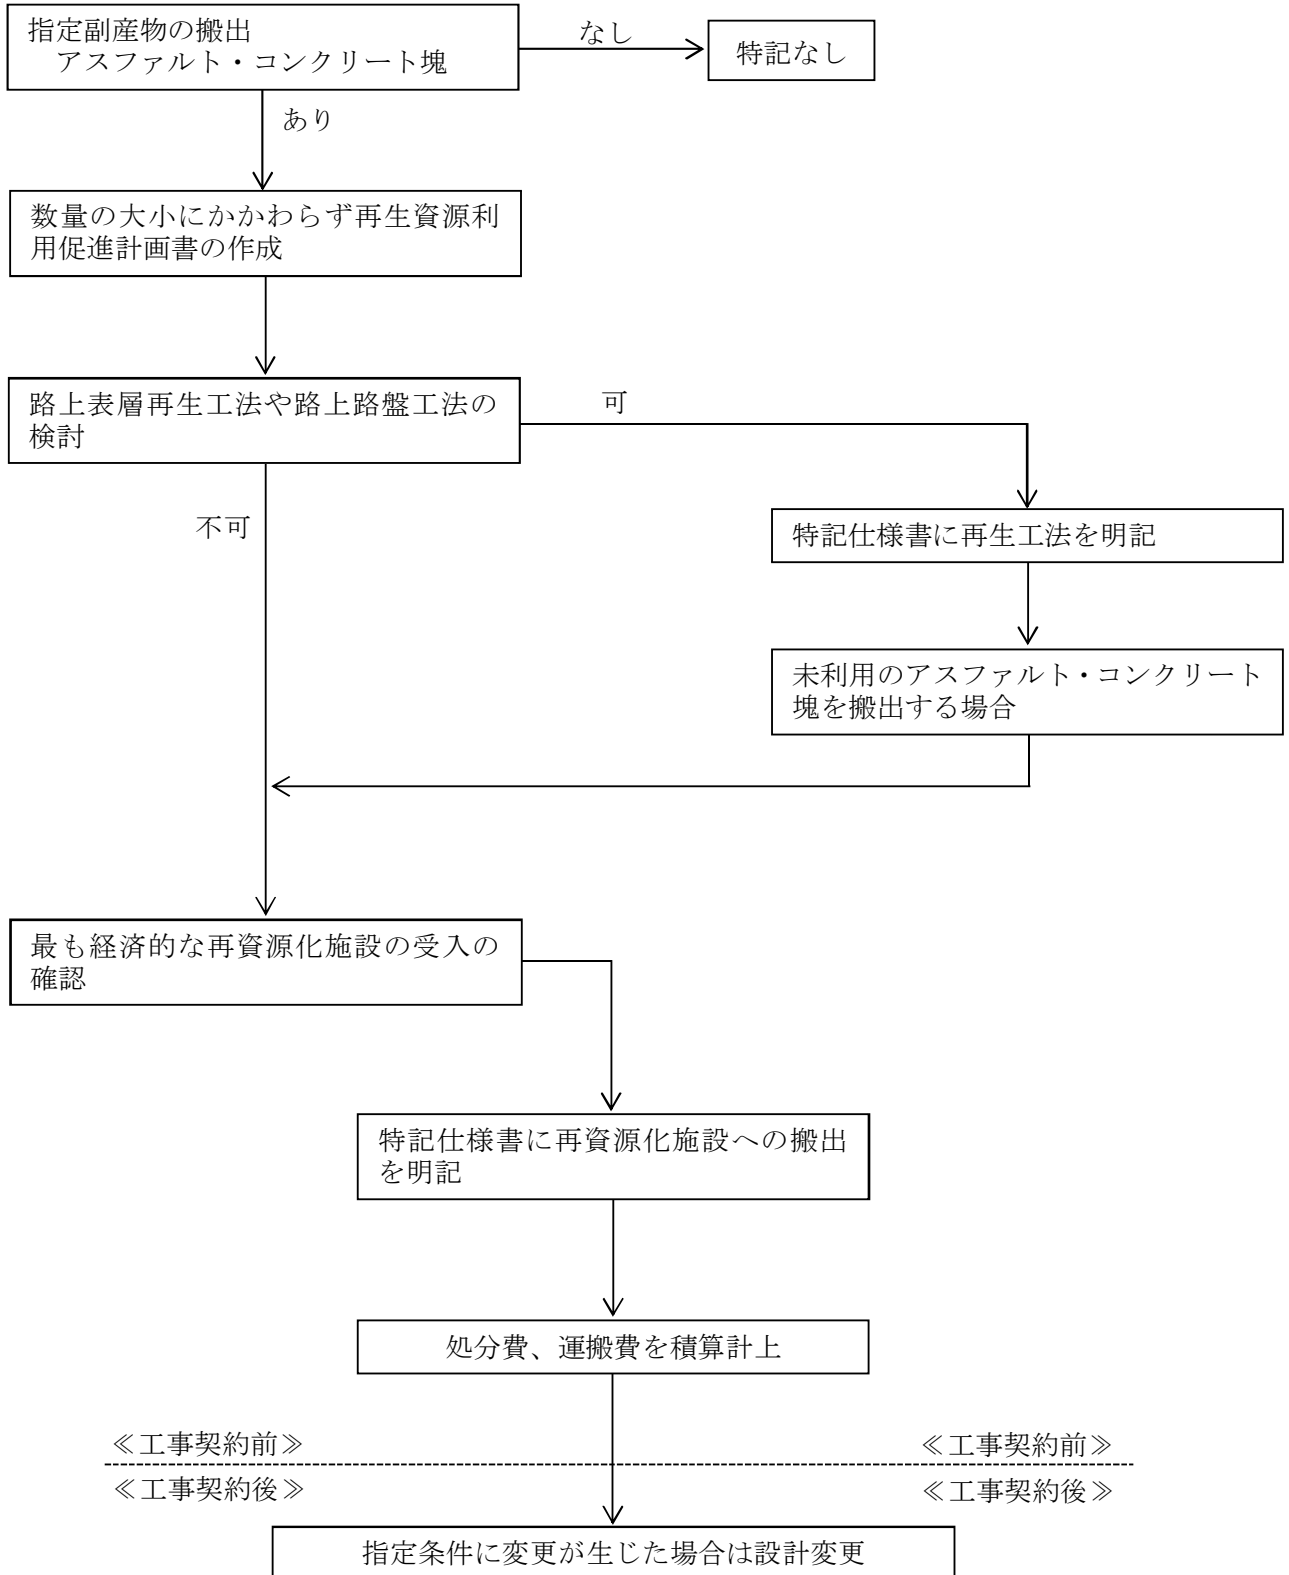 指定副産物の搬出
アスファルト・コンクリート塊
なし
特記なし
あり
数量の大小にかかわらず再生資源利
用促進計画書の作成
路上表層再生工法や路上路盤工法の
検討
可
不可
特記仕様書に再生工法を明記
未利用のアスファルト・コンクリート
塊を搬出する場合
最も経済的な再資源化施設の受入の
確認
特記仕様書に再資源化施設への搬出
を明記
処分費、運搬費を積算計上
≪工事契約前≫
≪工事契約前≫
≪工事契約後≫
≪工事契約後≫
指定条件に変更が生じた場合は設計変更